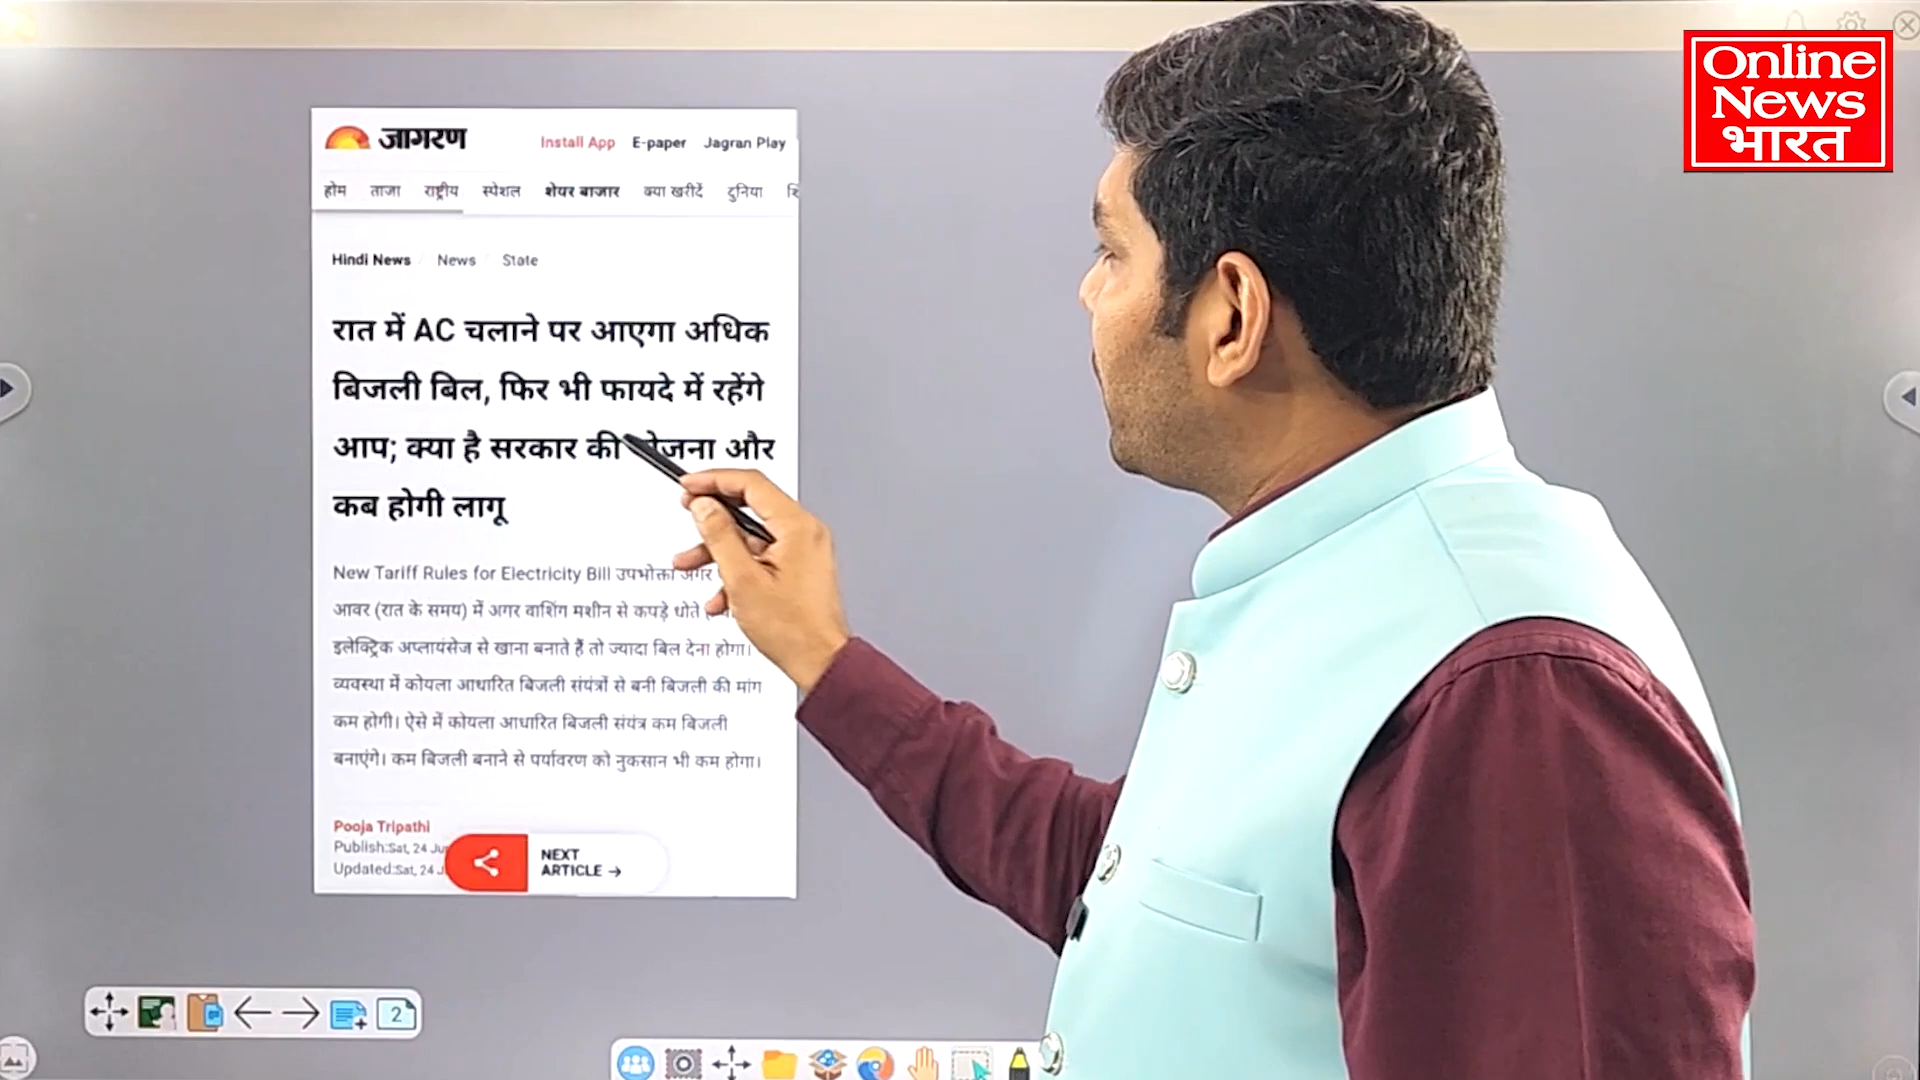 Online
News
भारत
जागरण
Install App E-paper Jagran Play
होम ताजा राष्ट्रीय स्पेशल शेयर बाजार क्या खरीदें दुनिया
Hindi News News State
रात में AC चलाने पर आएगा अधिक
बिजली बिल, फिर भी फायदे में रहेंगे
आप; क्या है सरकार की और
कब होगी लागू
New Tariff Rules for Electricity Bill उपभोक्ता अगर
आवर (रात के समय) में अगर वाशिंग मशीन से कपड़े धोते
इलेक्ट्रिक अप्लायंसेज से खाना बनाते हैं तो ज्यादा बिल देना होगा।
व्यवस्था में कोयला आधारित बिजली संयंत्रों से बनी बिजली की मांग
कम होगी। ऐसे में कोयला आधारित बिजली संयंत्र कम बिजली
बनाएंगे। कम बिजली बनाने से पर्यावरण को नुकसान भी कम होगा।
Pooja Tripathi
Publish:Sat, 24
Updated:Sat, 24
NEXT
ARTICLE →
2